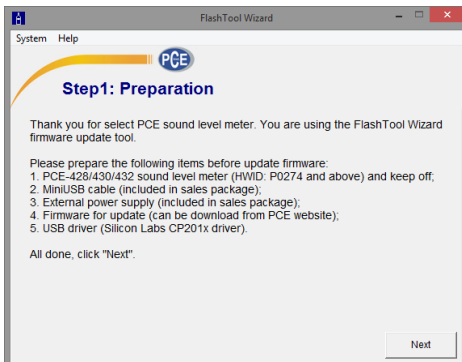 FlashTool Wizard
System Help
PCE
Step1: Preparation
Thank you for select PCE sound level meter. You are using the FlashTool Wizard
firmware update tool.
Please prepare the following items before update firmware:
1. PCE-428/430/432 sound level meter (HWID: P0274 and above) and keep off;
2. MiniUSB cable (included in sales package);
3. External power supply (included in sales package);
4. Firmware for update (can be download from PCE website);
5. USB driver (Silicon Labs CP201x driver).
All done, click "Next".
Next